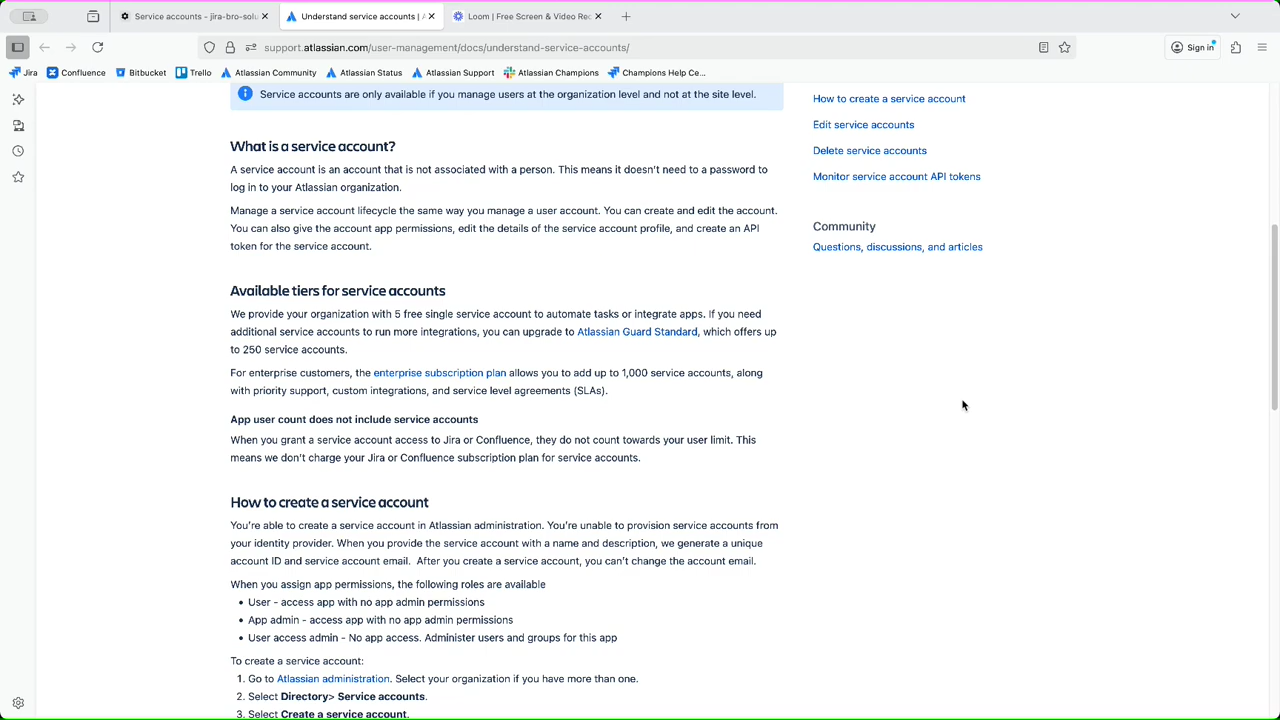 Service accounts - jira-bro-solu
Understand service accounts | A
Loom | Free Screen & Video Rec
support.atlassian.com/user-management/docs/understand-service-accounts/
Sign in
Jira
Confluence
Bitbucket
Trello
Atlassian Community
Atlassian Status
Atlassian Support
Atlassian Champions
Champions Help Ce...
Service accounts are only available if you manage users at the organization level and not at the site level.
What is a service account?
A service account is an account that is not associated with a person. This means it doesn't need to a password to
log in to your Atlassian organization.
Manage a service account lifecycle the same way you manage a user account. You can create and edit the account.
You can also give the account app permissions, edit the details of the service account profile, and create an API
token for the service account.
Available tiers for service accounts
We provide your organization with 5 free single service account to automate tasks or integrate apps. If you need
additional service accounts to run more integrations, you can upgrade to Atlassian Guard Standard, which offers up
to 250 service accounts.
For enterprise customers, the enterprise subscription plan allows you to add up to 1,000 service accounts, along
with priority support, custom integrations, and service level agreements (SLAs).
App user count does not include service accounts
When you grant a service account access to Jira or Confluence, they do not count towards your user limit. This
means we don't charge your Jira or Confluence subscription plan for service accounts.
How to create a service account
You're able to create a service account in Atlassian administration. You're unable to provision service accounts from
your identity provider. When you provide the service account with a name and description, we generate a unique
account ID and service account email. After you create a service account, you can't change the account email.
When you assign app permissions, the following roles are available
• User - access app with no app admin permissions
• App admin - access app with no app admin permissions
• User access admin - No app access. Administer users and groups for this app
To create a service account:
1. Go to Atlassian administration. Select your organization if you have more than one.
2. Select Directory> Service accounts.
3. Select Create a service account.
How to create a service account
Edit service accounts
Delete service accounts
Monitor service account API tokens
Community
Questions, discussions, and articles